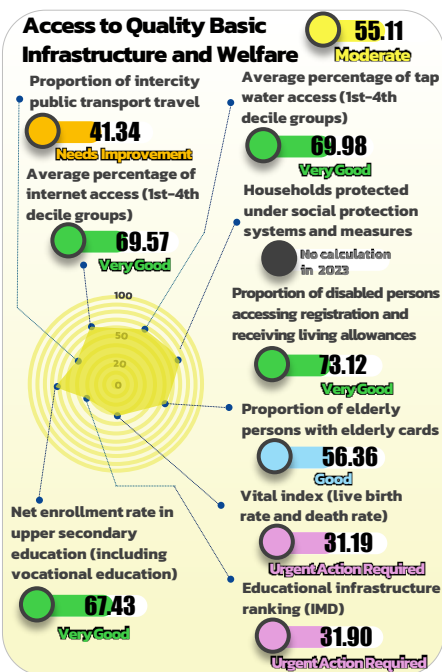 Access to Quality Basic
Infrastructure and Welfare
55.11
Moderate
Proportion of intercity
public transport travel
41.34
Needs Improvement
Average percentage of
internet access (1st-4th
decile groups)
69.57
Very Good
Average percentage of tap
water access (1st-4th
decile groups)
69.98
Very Good
Households protected
under social protection
systems and measures
No calculation
in 2023
Proportion of disabled persons
accessing registration and
receiving living allowances
73.12
Very Good
100
50
20
0
Proportion of elderly
persons with elderly cards
56.36
Good
Vital index (live birth
rate and death rate)
31.19
Urgent Action Required
Net enrollment rate in
upper secondary
education (including
vocational education)
67.43
Very Good
Educational infrastructure
ranking (IMD)
31.90
Urgent Action Required